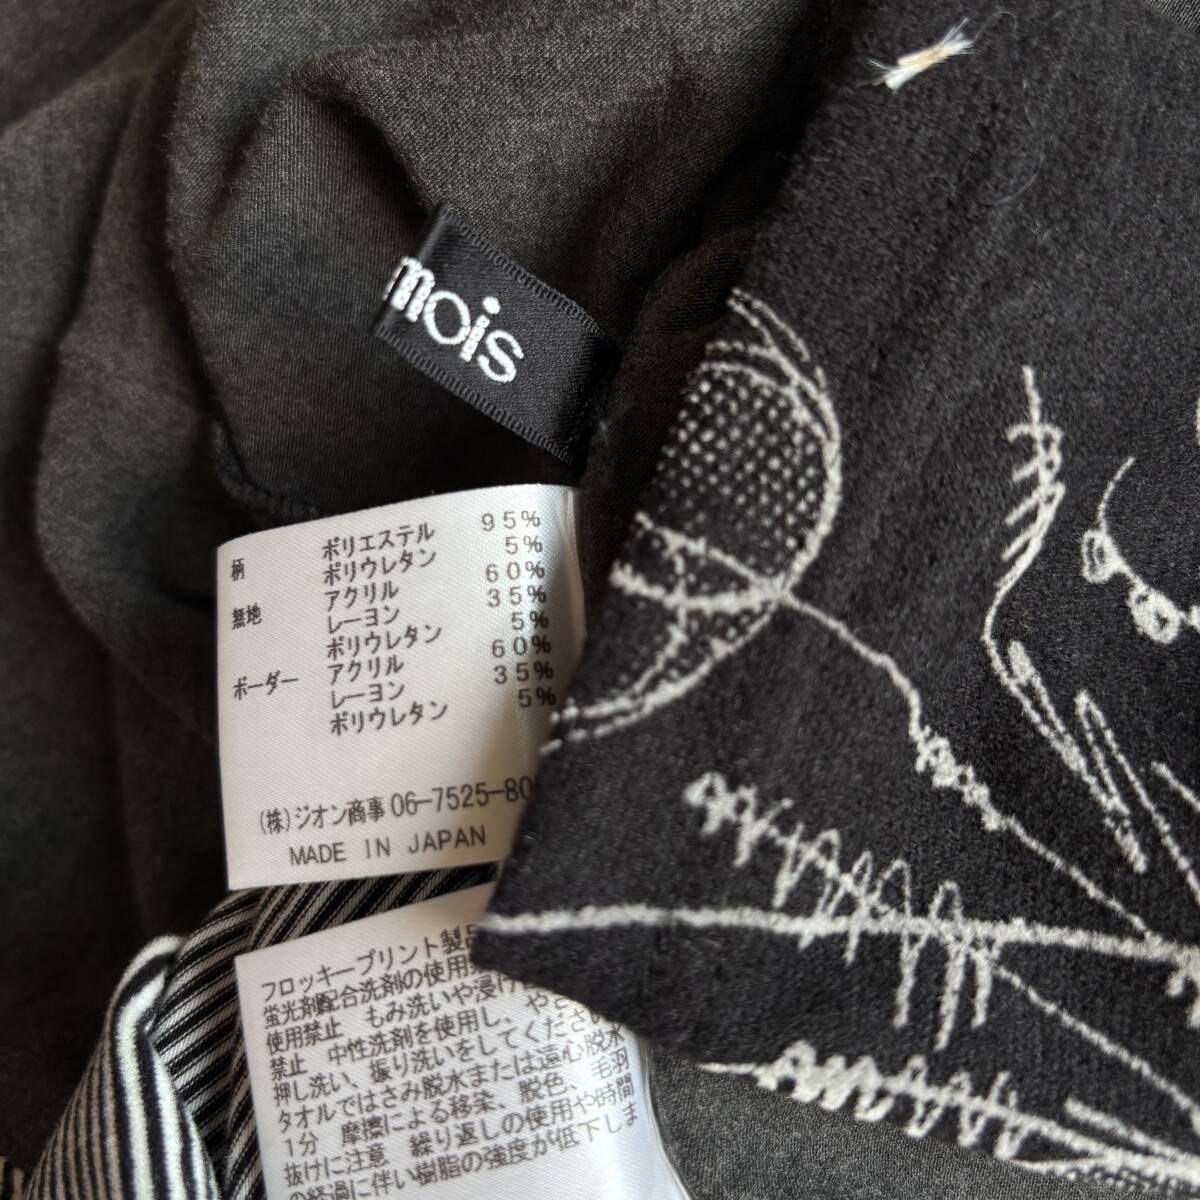 mois
柄 ポリエステル 95%
ポリウレタン 5%
無地 アクリル 60%
レーヨン 35%
ポリウレタン 5%
ボーダー アクリル 60%
レーヨン 35%
ポリウレタン 5%
(株)ジオン商事 06-7525-80
MADE IN JAPAN
フロッキープリント製品
蛍光剤配合洗剤の使用禁
使用禁止 もみ洗いや浸け
禁止 中性洗剤を使用し、やさ
押し洗い、振り洗いをしてください
タオルではさみ脱水または遠心脱水
1分 摩擦による移染、脱色、毛羽
抜けに注意 繰り返しの使用や時間
の経過に伴い樹脂の強度が低下しま